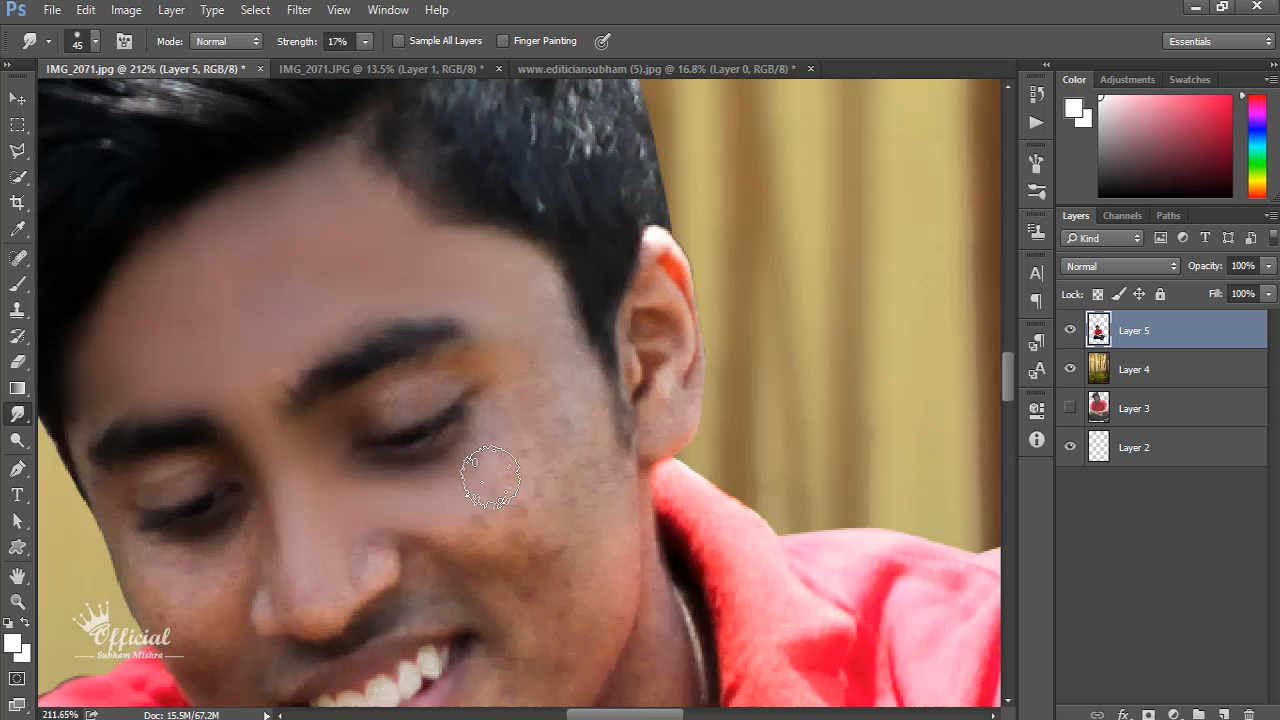 Ps File Edit Image Layer Type Select Filter View Window Help
45 Mode: Normal Strength: 17% Sample All Layers Finger Painting Essentials
IMG_2071.jpg @ 212% (Layer 5, RGB/8) * × IMG_2071.JPG @ 13.5% (Layer 1, RGB/8) * × www.editiciansubham (5).jpg @ 16.8% (Layer 0, RGB/8) * ×
Color Adjustments Swatches
Layers Channels Paths
Kind
Normal Opacity: 100%
Lock: Fill: 100%
Layer 5
Layer 4
Layer 3
Layer 2
Official
Subham Mishra
211.65% Doc: 15.5M/67.2M